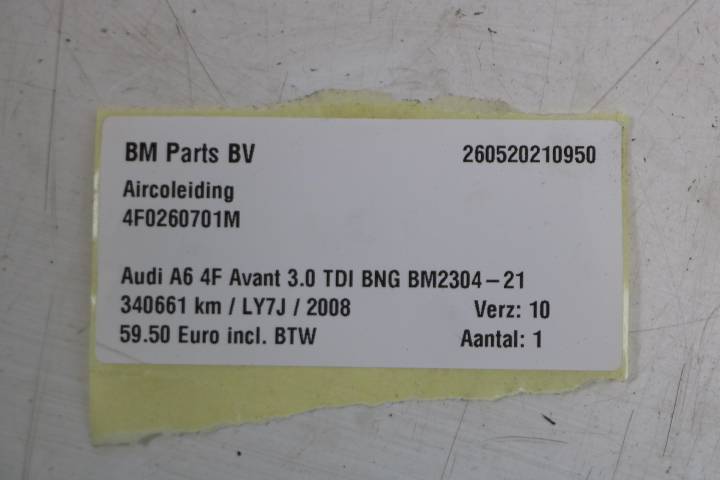 BM Parts BV 260520210950
Aircoleiding
4F0260701M
Audi A6 4F Avant 3.0 TDI BNG BM2304-21
340661 km / LY7J / 2008 Verz: 10
59.50 Euro incl. BTW Aantal: 1